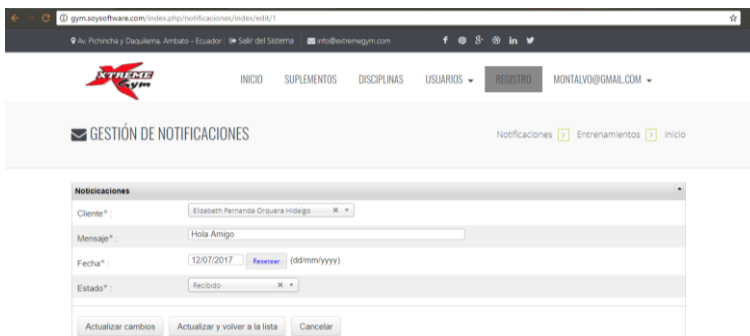 gym.soysoftware.com/index.php/notificaciones/index/edit/1
Av. Pichincha y Daquilema, Ambato - Ecuador Salir del Sistema info@extremegym.com
XTREME
Gym
INICIO SUPLEMENTOS DISCIPLINAS USUARIOS REGISTRO MONTALVO@GMAIL.COM
GESTIÓN DE NOTIFICACIONES
Notificaciones Entrenamientos Inicio
Noticicaciones
Cliente* : Elizabeth Fernanda Orquera Hidalgo
Mensaje* : Hola Amigo
Fecha* : 12/07/2017 Resetear (dd/mm/yyyy)
Estado* : Recibido
Actualizar cambios Actualizar y volver a la lista Cancelar